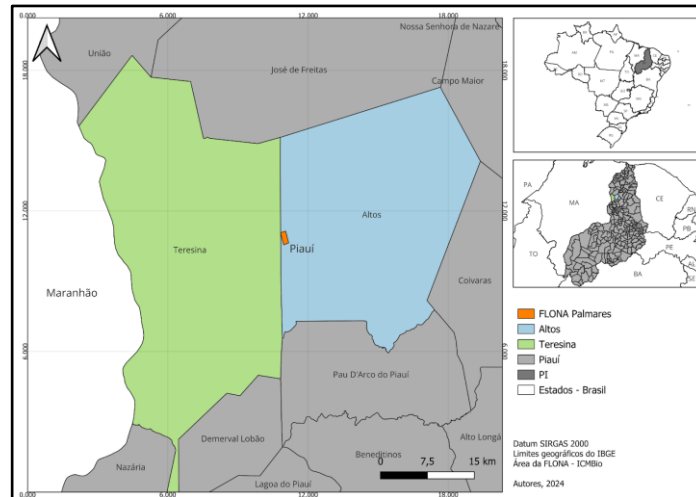 0.000
6.000
12.000
18.000
União
Nossa Senhora de Nazaré
José de Freitas
Campo Maior
18.000
18.000
Altos
12.000
12.000
Teresina
Piauí
Maranhão
Coivaras
6.000
6.000
Pau D'Arco do Piauí
Demerval Lobão
Alto Longá
Nazária
Beneditinos
Lagoa do Piauí
0
7,5
15 km
0.000
6.000
12.000
18.000
PA
MA
CE
RN
PB
PE
TO
AL
BA
SE
FLONA Palmares
Altos
Teresina
Piauí
PI
Estados - Brasil
Datum SIRGAS 2000
Limites geográficos do IBGE
Área da FLONA - ICMBio
Autores, 2024